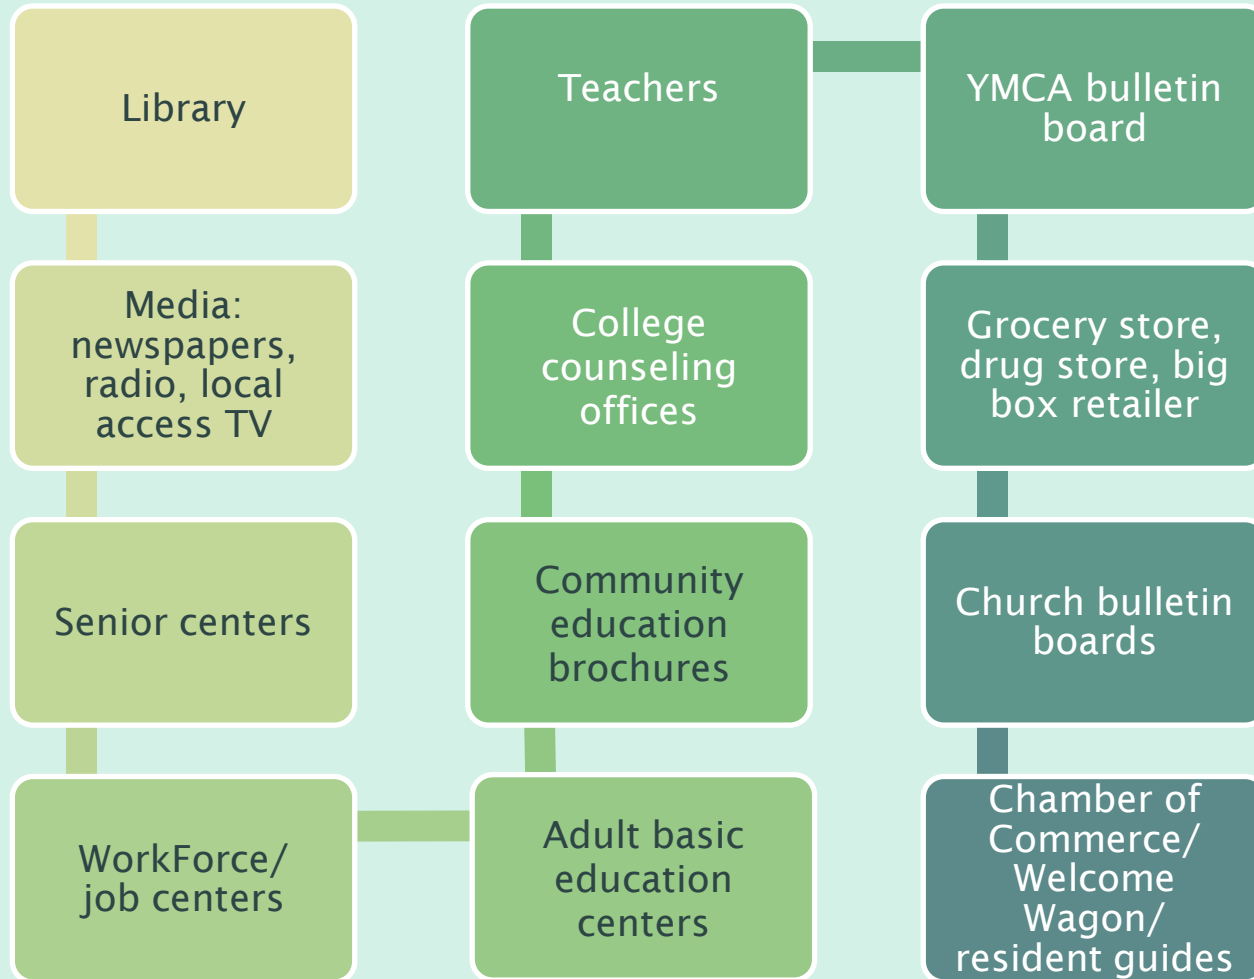 Library
Media:
newspapers,
radio, local
access TV
Senior centers
WorkForce/
job centers
Adult basic
education
centers
Community
education
brochures
College
counseling
offices
Teachers
YMCA bulletin
board
Grocery store,
drug store, big
box retailer
Church bulletin
boards
Chamber of
Commerce/
Welcome
Wagon/
resident guides